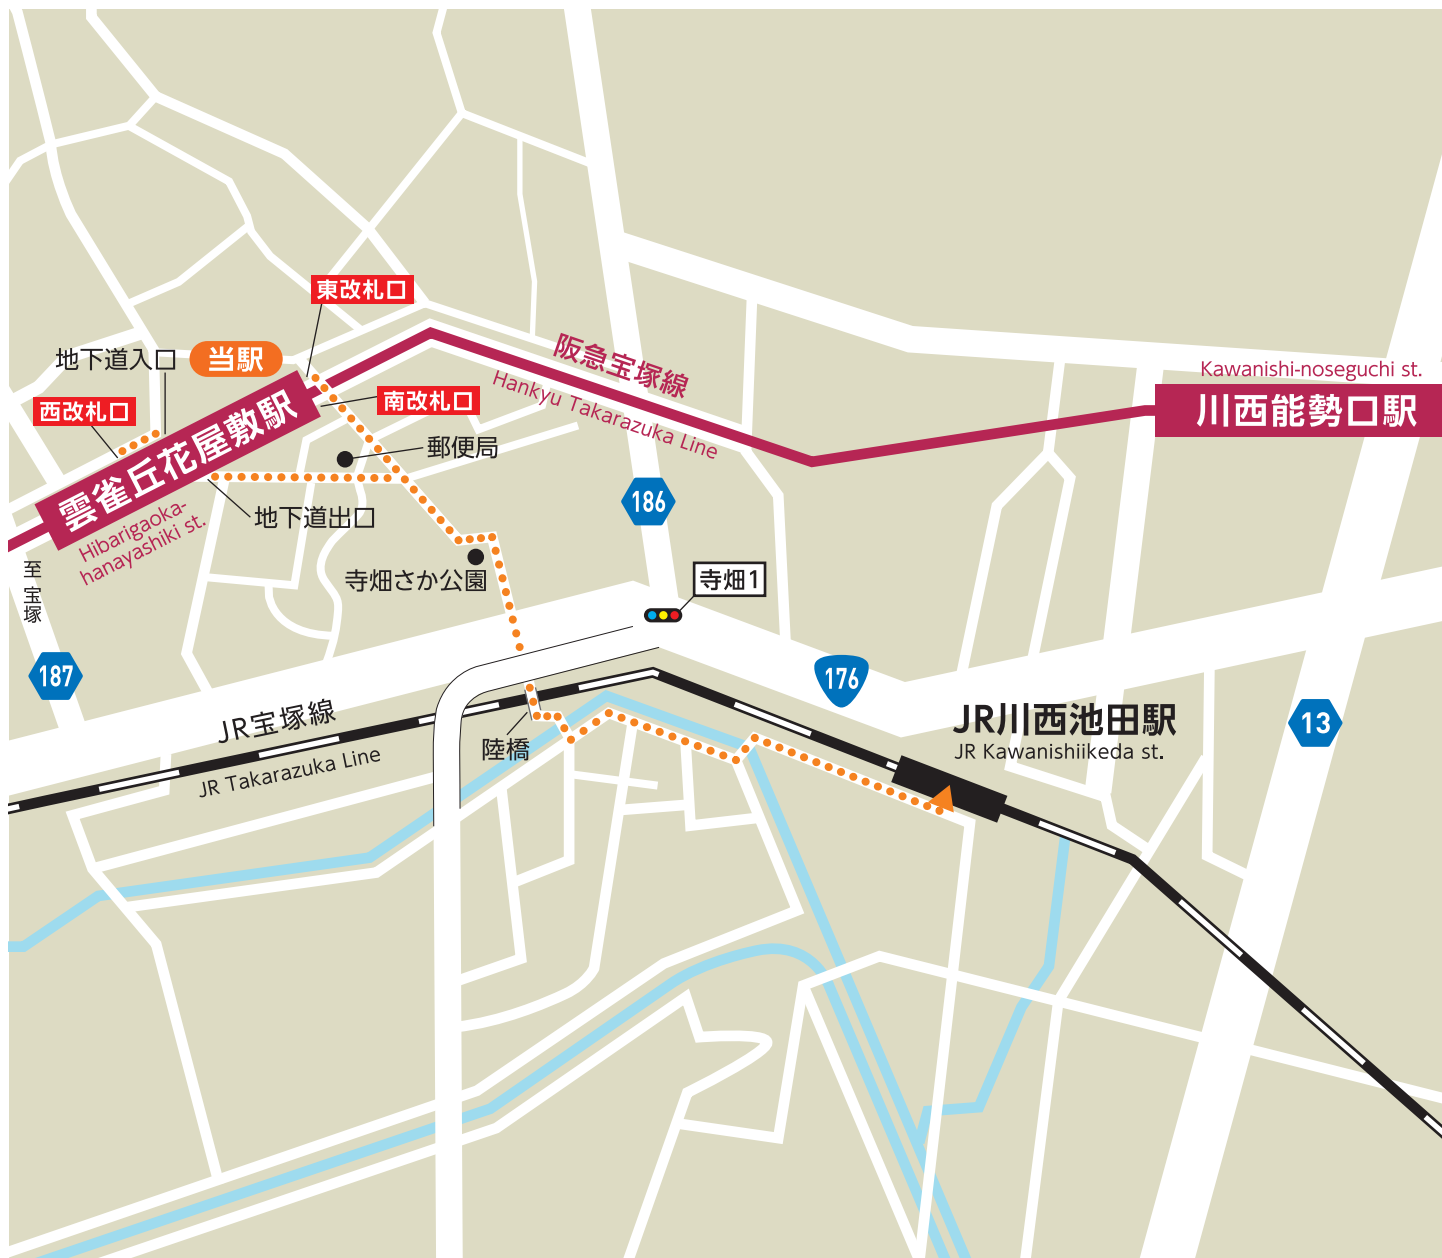 東改札口
地下道入口
当駅
阪急宝塚線
Hankyu Takarazuka Line
Kawanishi-noseguchi st.
川西能勢口駅
西改札口
南改札口
雲雀丘花屋敷駅
Hibarigaoka-
hanayashiki st.
郵便局
地下道出口
186
至 宝塚
寺畑さか公園
寺畑1
187
176
JR宝塚線
JR Takarazuka Line
陸橋
JR川西池田駅
JR Kawanishiikeda st.
13